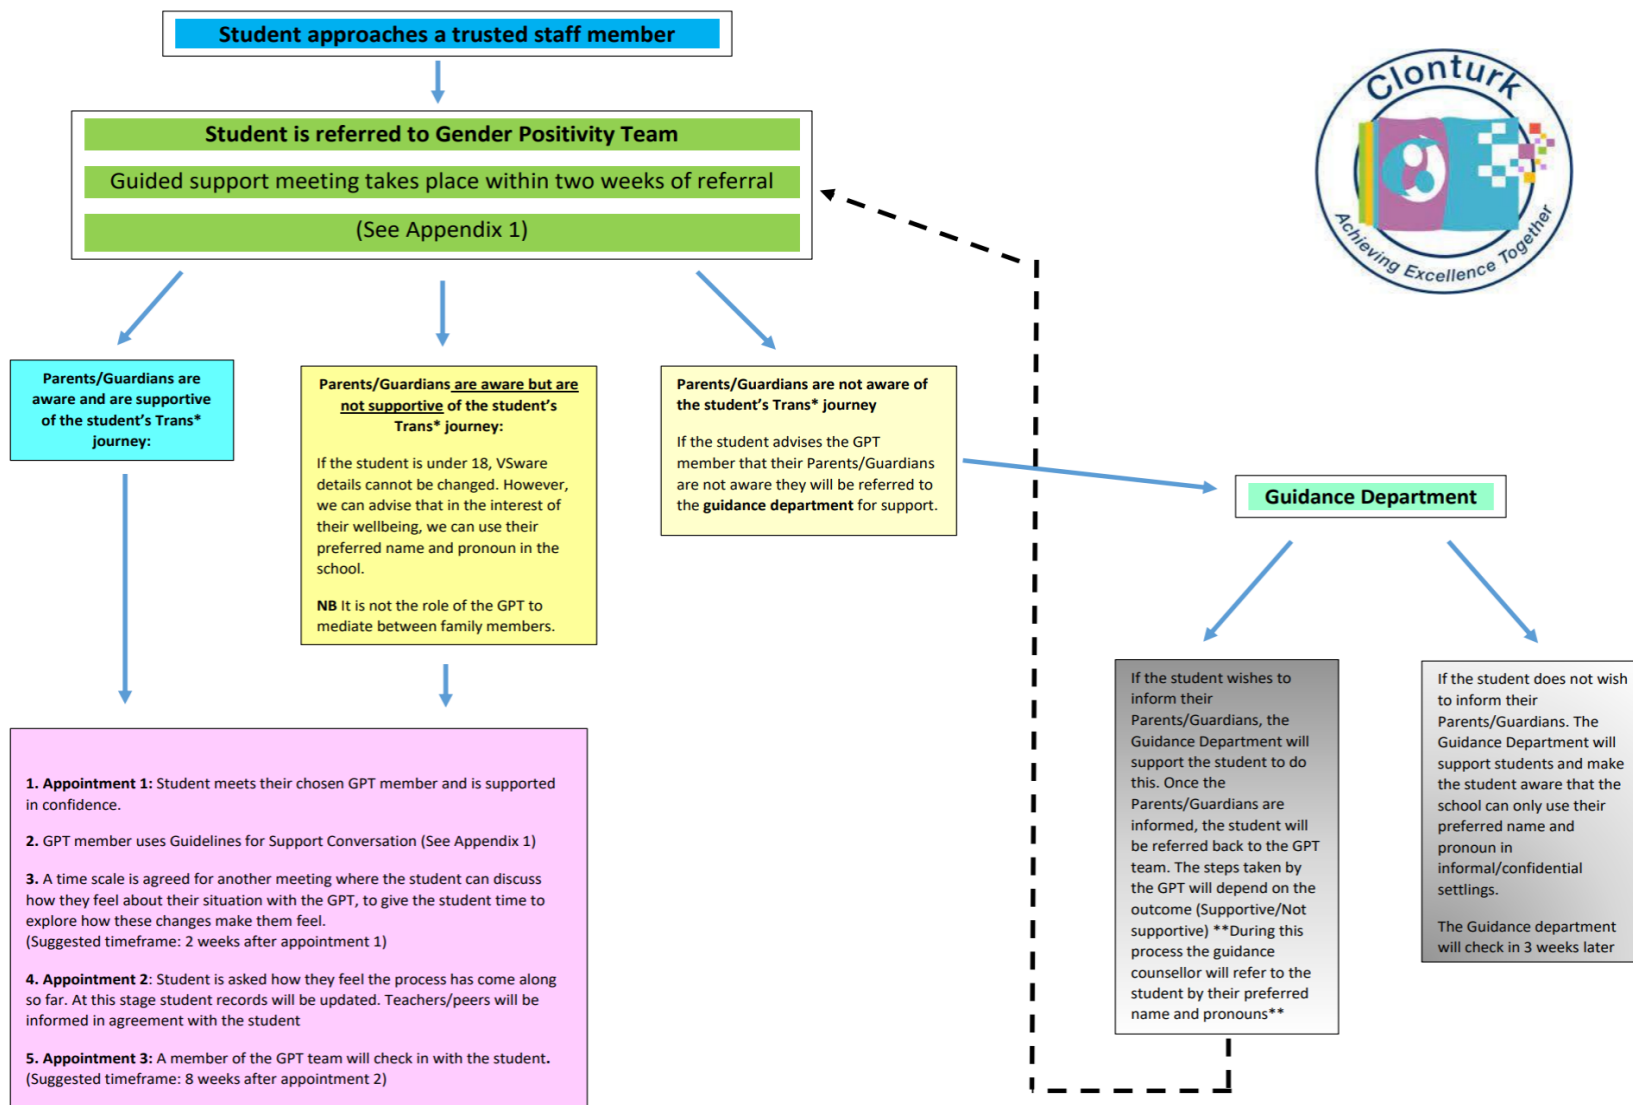 Student approaches a trusted staff member
Clonturk
Achieving Excellence Together
Student is referred to Gender Positivity Team
Guided support meeting takes place within two weeks of referral
(See Appendix 1)
Parents/Guardians are
aware and are supportive
of the student’s Trans*
journey:
Parents/Guardians are aware but are
not supportive of the student’s
Trans* journey:
If the student is under 18, VSware
details cannot be changed. However,
we can advise that in the interest of
their wellbeing, we can use their
preferred name and pronoun in the
school.
NB It is not the role of the GPT to
mediate between family members.
Parents/Guardians are not aware of
the student’s Trans* journey
If the student advises the GPT
member that their Parents/Guardians
are not aware they will be referred to
the guidance department for support.
Guidance Department
If the student wishes to
inform their
Parents/Guardians, the
Guidance Department will
support the student to do
this. Once the
Parents/Guardians are
informed, the student will
be referred back to the GPT
team. The steps taken by
the GPT will depend on the
outcome (Supportive/Not
supportive) **During this
process the guidance
counsellor will refer to the
student by their preferred
name and pronouns**
If the student does not wish
to inform their
Parents/Guardians. The
Guidance Department will
support students and make
the student aware that the
school can only use their
preferred name and
pronoun in
informal/confidential
settlings.
The Guidance department
will check in 3 weeks later
1. Appointment 1: Student meets their chosen GPT member and is supported
in confidence.
2. GPT member uses Guidelines for Support Conversation (See Appendix 1)
3. A time scale is agreed for another meeting where the student can discuss
how they feel about their situation with the GPT, to give the student time to
explore how these changes make them feel.
(Suggested timeframe: 2 weeks after appointment 1)
4. Appointment 2: Student is asked how they feel the process has come along
so far. At this stage student records will be updated. Teachers/peers will be
informed in agreement with the student
5. Appointment 3: A member of the GPT team will check in with the student.
(Suggested timeframe: 8 weeks after appointment 2)